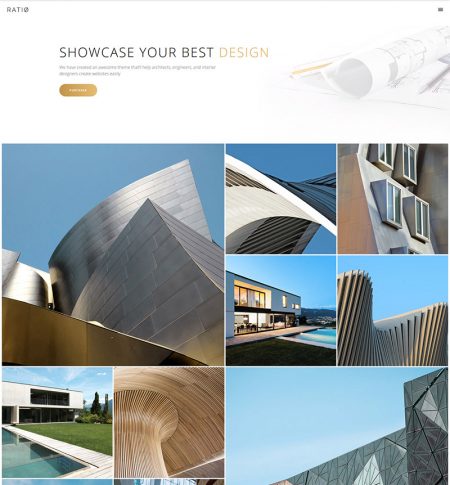 RATIØ
SHOWCASE YOUR BEST DESIGN
We have created an awesome theme that'll help architects, engineers, and interior
designers create websites easily
PURCHASE